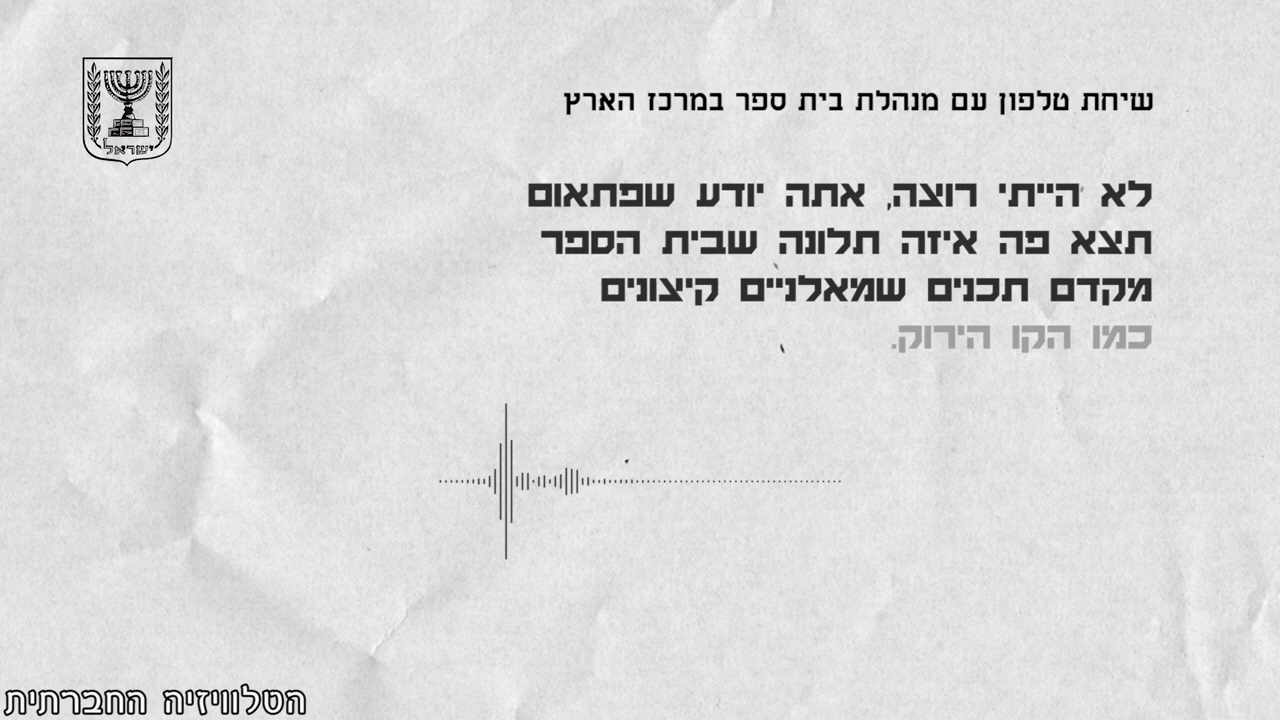 ישראל
שיחת טלפון עם מנהלת בית ספר במרכז הארץ
לא הייתי רוצה, אתה יודע שפתאום
תצא פה איזה תלונה שבית הספר
מקדם תכנים שמאלניים קיצונים
כמו הקו הירוק.
הטלוויזיה החברתית